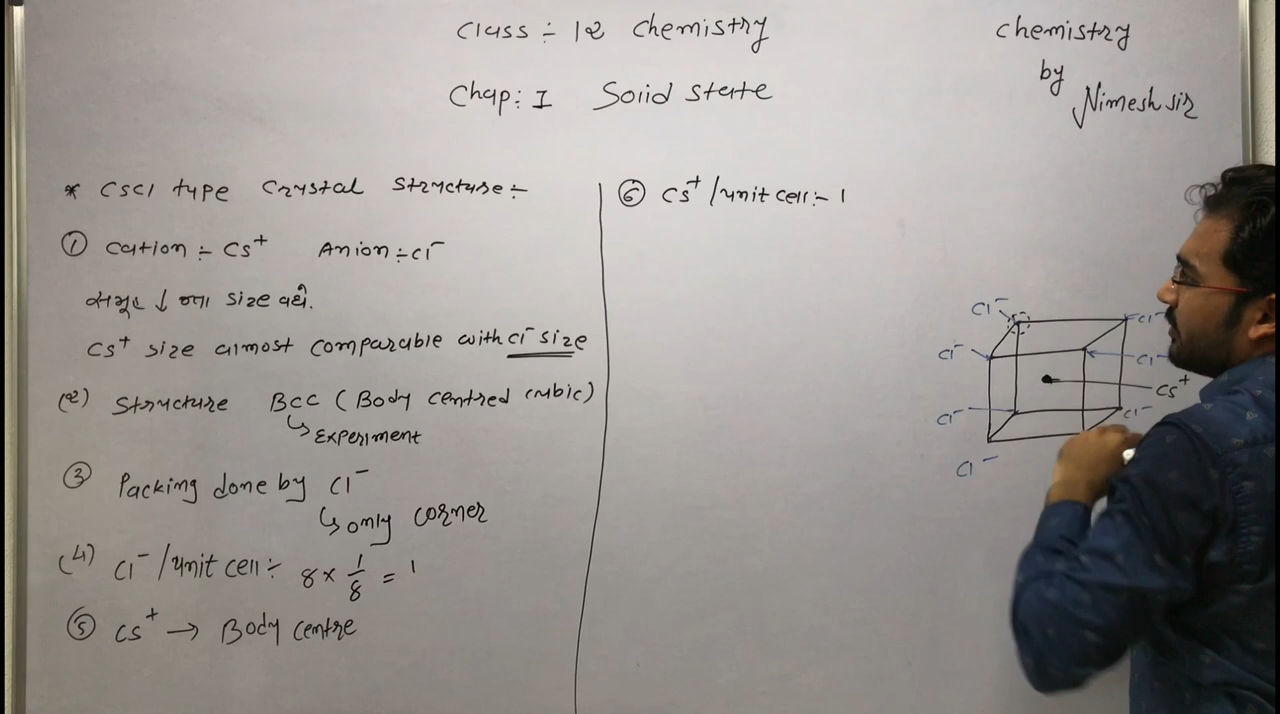 Class :- 12 Chemistry
Chap: I Solid state
Chemistry
by
Nimesh sir
* CsCl type Crystal Structure :-
① Cation :- Cs⁺ Anion :- Cl⁻
સમૂહ ↓ જતા size વધે.
Cs⁺ size almost comparable with Cl⁻ size
(2) Structure BCC (Body centred cubic)
↳ Experiment
③ Packing done by Cl⁻
↳ only corner
(4) Cl⁻ / unit cell :- 8 × 1/8 = 1
⑤ Cs⁺ → Body centre
⑥ Cs⁺ / unit cell :- 1
Cl⁻
Cl⁻
Cl⁻
Cl⁻
Cs⁺
Cl⁻
Cl⁻
Cl⁻